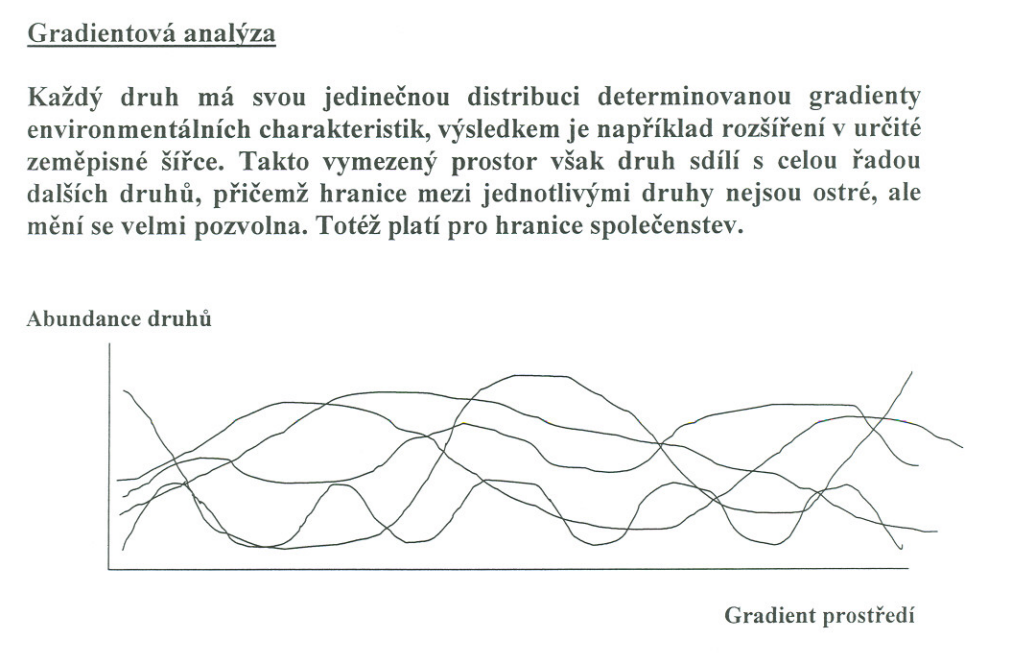 Gradientová analýza
Každý druh má svou jedinečnou distribuci determinovanou gradienty
environmentálních charakteristik, výsledkem je například rozšíření v určité
zeměpisné šířce. Takto vymezený prostor však druh sdílí s celou řadou
dalších druhů, přičemž hranice mezi jednotlivými druhy nejsou ostré, ale
mění se velmi pozvolna. Totéž platí pro hranice společenstev.
Abundance druhů
Gradient prostředí